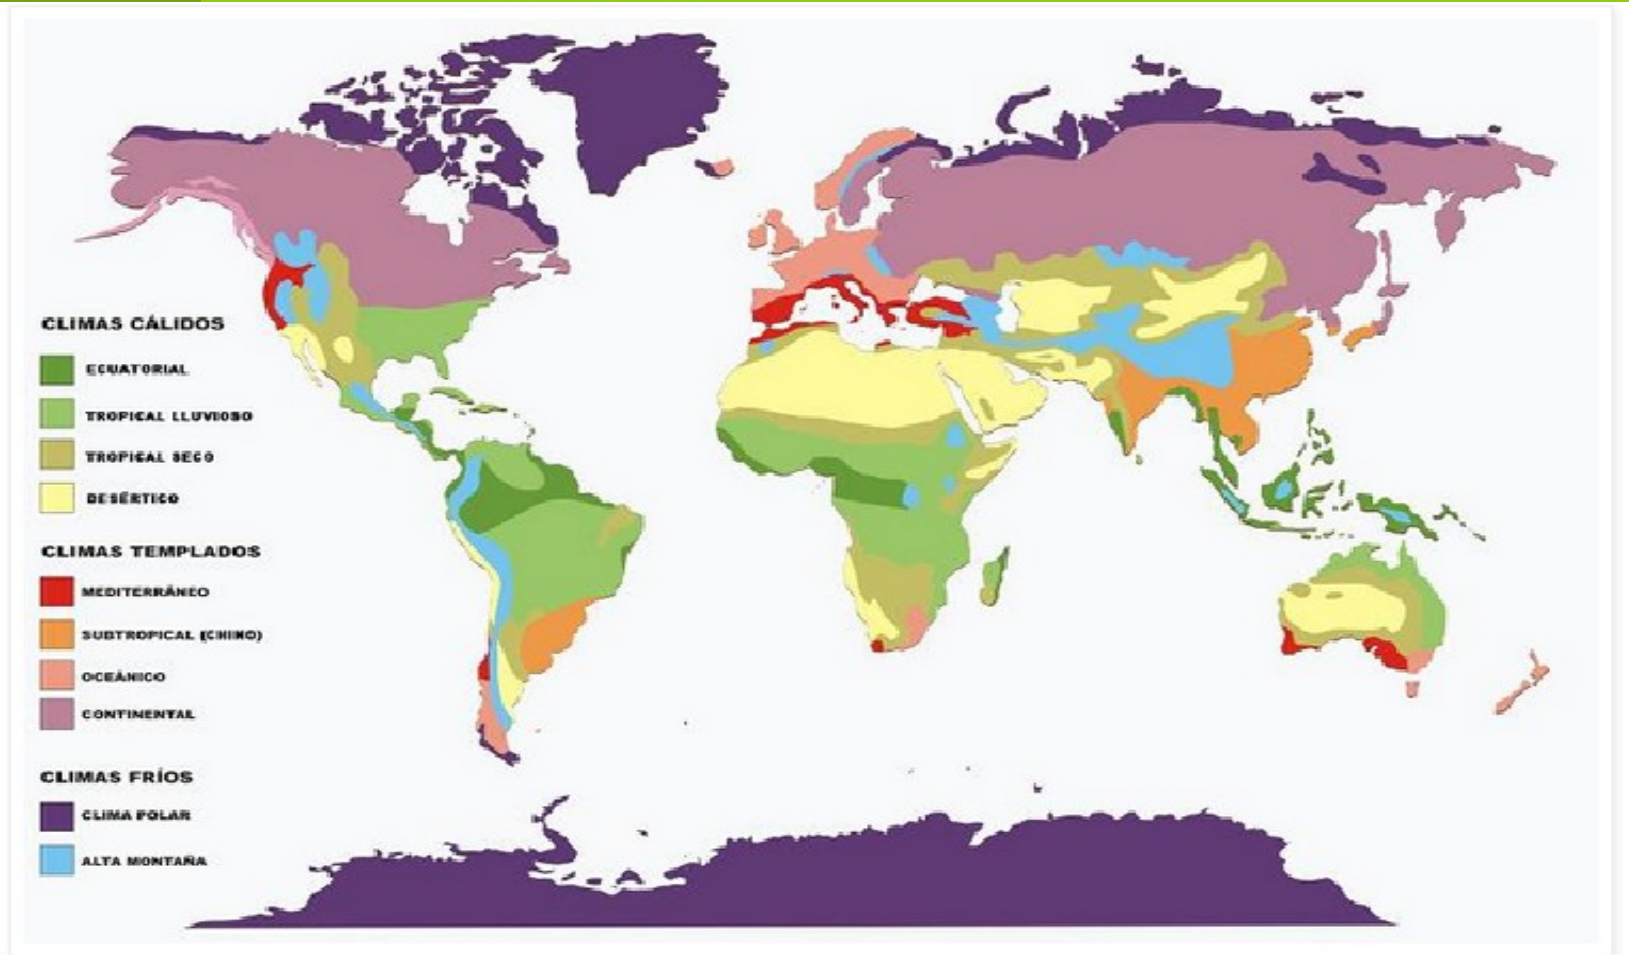 CLIMAS CÁLIDOS
ECUATORIAL
TROPICAL LLUVIOSO
TROPICAL SECO
DESÉRTICO
CLIMAS TEMPLADOS
MEDITERRÁNEO
SUBTROPICAL (CHINO)
OCEÁNICO
CONTINENTAL
CLIMAS FRÍOS
CLIMA POLAR
ALTA MONTAÑA